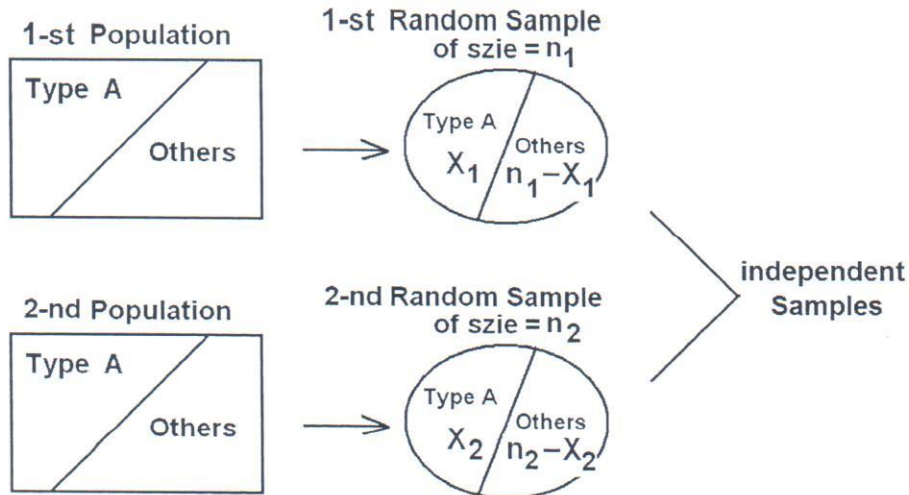 1-st Population
Type A
Others
1-st Random Sample
of szie = n₁
Type A
X₁
Others
n₁−X₁
2-nd Population
Type A
Others
2-nd Random Sample
of szie = n₂
Type A
X₂
Others
n₂−X₂
independent
Samples